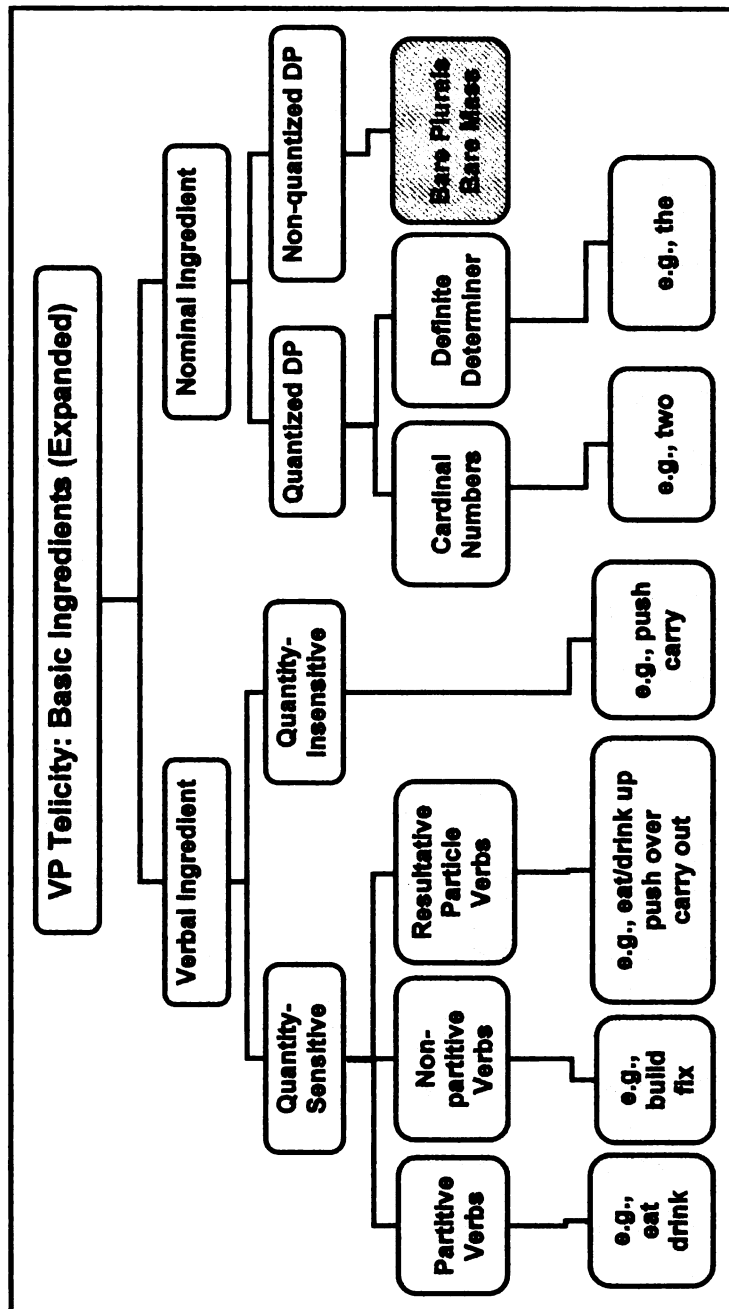 VP Telicity: Basic Ingredients (Expanded)
Verbal Ingredient
Nominal Ingredient
Quantity-
Sensitive
Quantity-
Insensitive
Quantized DP
Non-quantized DP
Partitive
Verbs
Non-
partitive
Verbs
Resultative
Particle
Verbs
Cardinal
Numbers
Definite
Determiner
Bare Plurals
Bare Mass
e.g.,
eat
drink
e.g.,
build
fix
e.g., eat/drink up
push over
carry out
e.g., push
carry
e.g., two
e.g., the